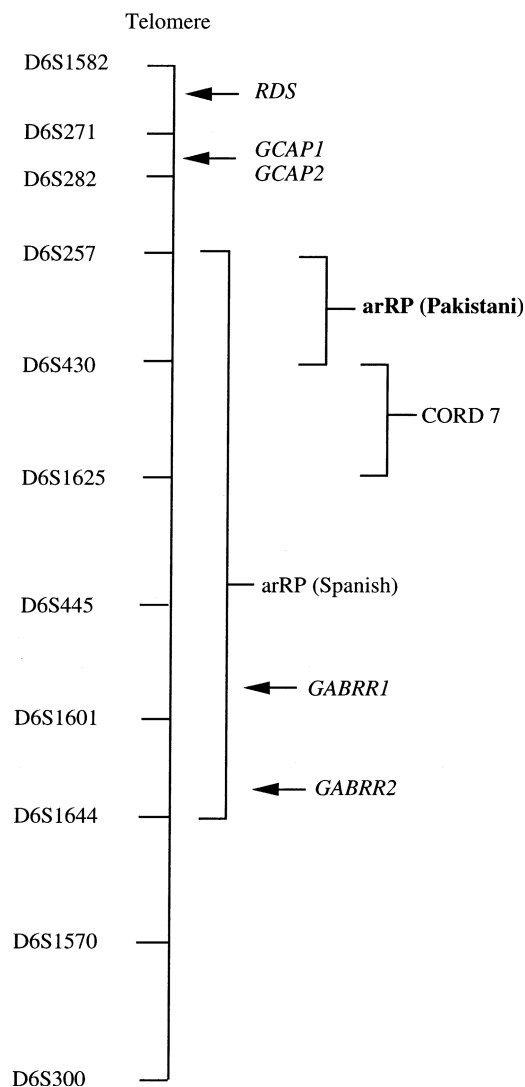 Telomere
D6S1582
RDS
D6S271
GCAP1
GCAP2
D6S282
D6S257
arRP (Pakistani)
D6S430
CORD 7
D6S1625
arRP (Spanish)
D6S445
GABRR1
D6S1601
GABRR2
D6S1644
D6S1570
D6S300